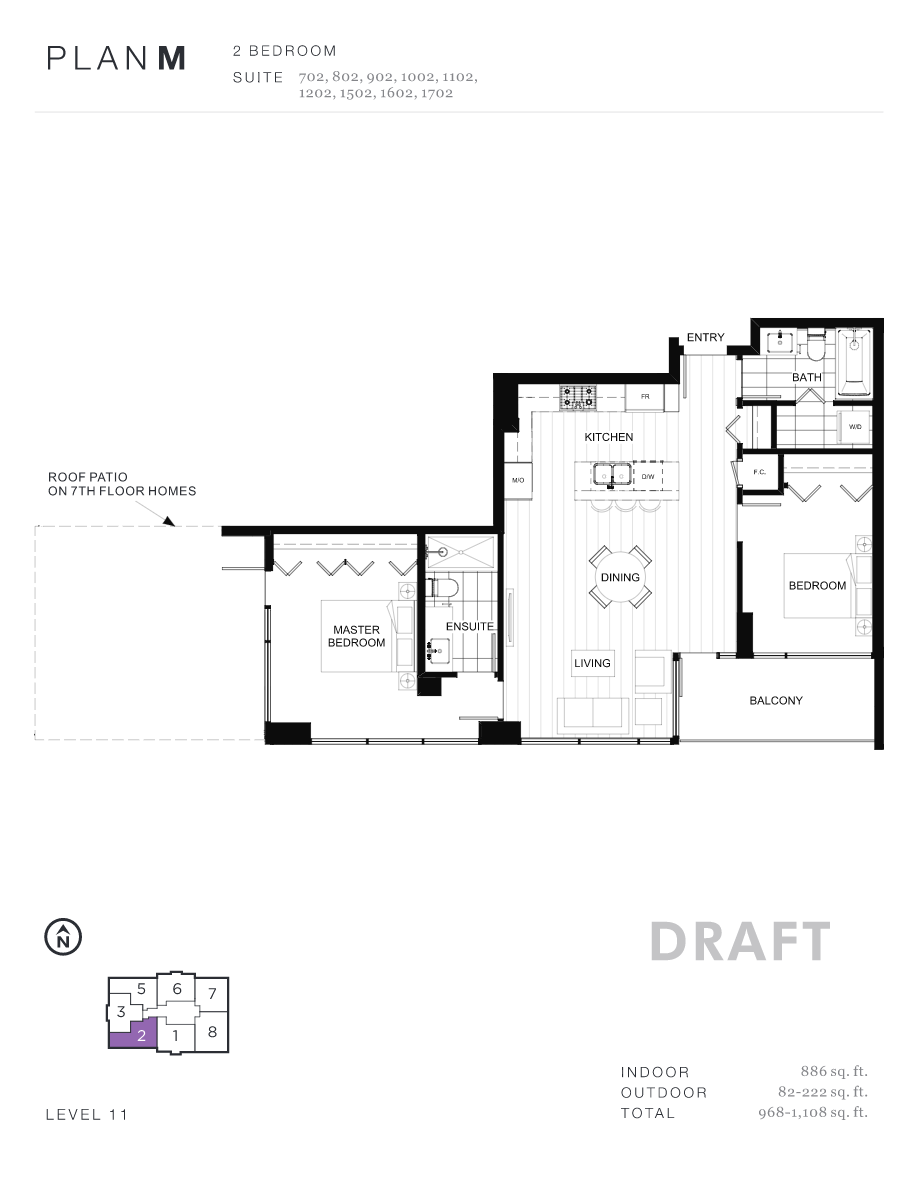 PLAN M
2 BEDROOM
SUITE 702, 802, 902, 1002, 1102,
1202, 1502, 1602, 1702
ENTRY
BATH
FR
W/D
KITCHEN
F.C.
M/O
D/W
ROOF PATIO
ON 7TH FLOOR HOMES
DINING
BEDROOM
ENSUITE
MASTER
BEDROOM
LIVING
BALCONY
N
DRAFT
5
6
7
3
2
1
8
INDOOR 886 sq. ft.
OUTDOOR 82-222 sq. ft.
TOTAL 968-1,108 sq. ft.
LEVEL 11